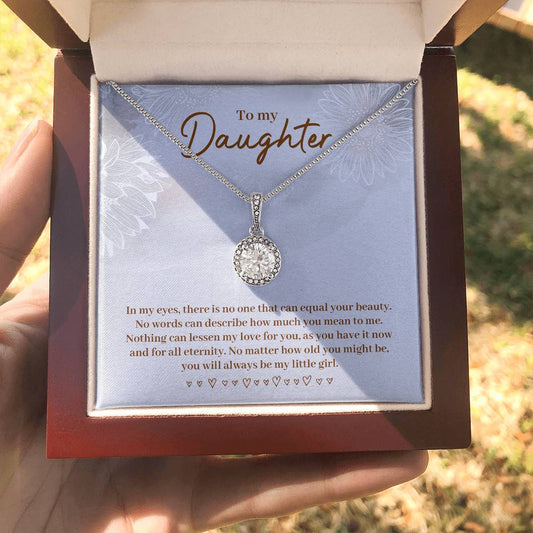 To my
Daughter
In my eyes, there is no one that can equal your beauty.
No words can describe how much you mean to me.
Nothing can lessen my love for you, as you have it now
and for all eternity. No matter how old you might be,
you will always be my little girl.